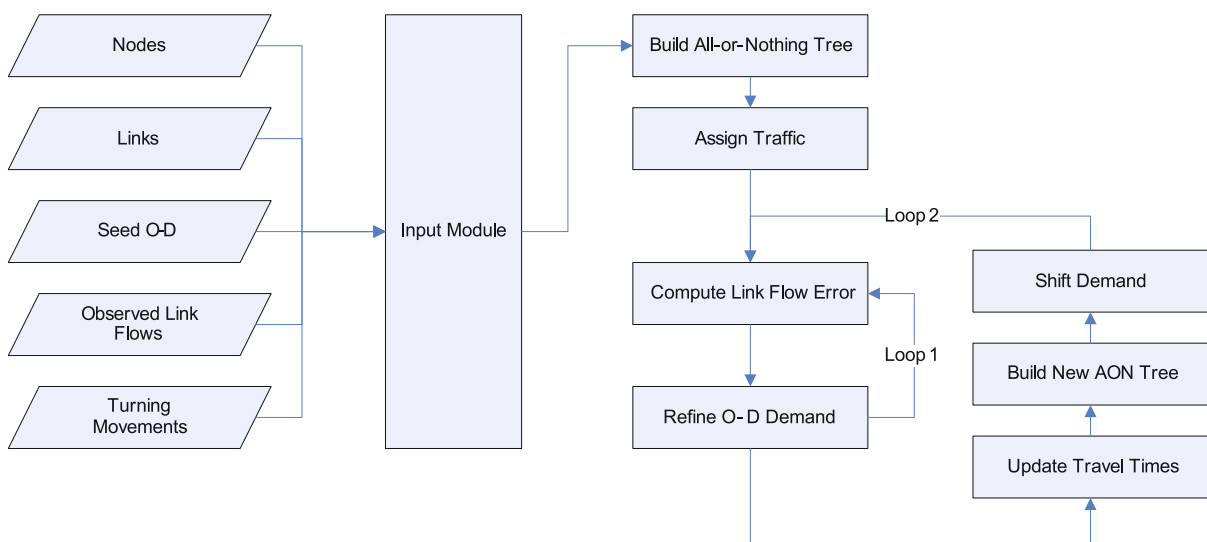 Nodes
Links
Seed O-D
Observed Link
Flows
Turning
Movements
Input Module
Build All-or-Nothing Tree
Assign Traffic
Loop 2
Compute Link Flow Error
Loop 1
Refine O-D Demand
Shift Demand
Build New AON Tree
Update Travel Times